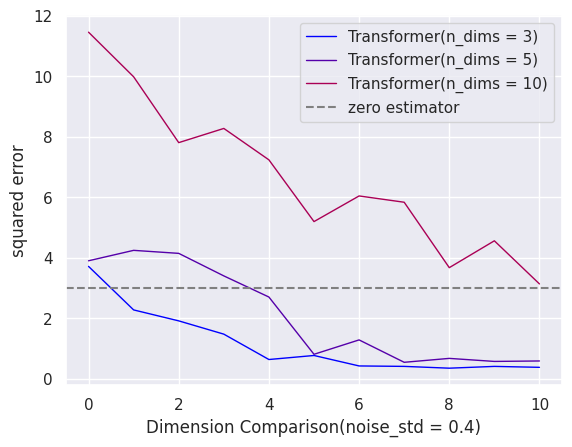 12
10
8
6
4
2
0
squared error
Transformer(n_dims = 3)
Transformer(n_dims = 5)
Transformer(n_dims = 10)
zero estimator
0 2 4 6 8 10
Dimension Comparison(noise_std = 0.4)